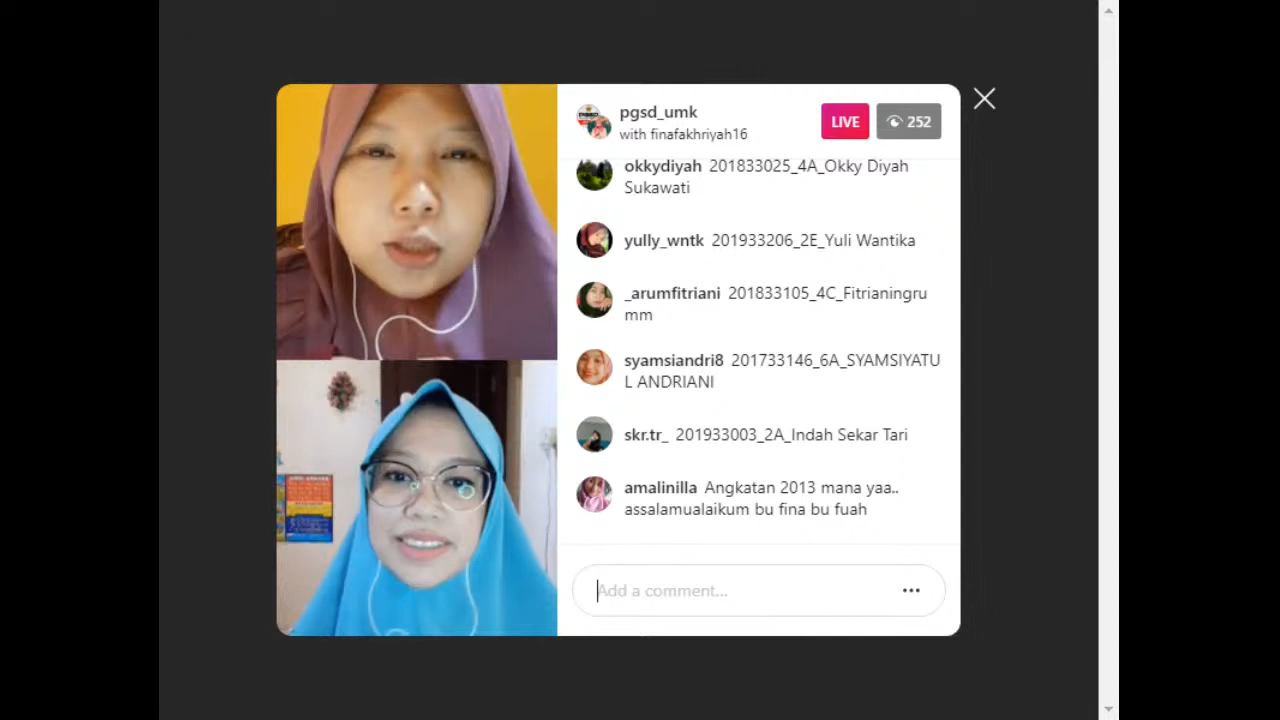 pgsd_umk
with finafakhriyah16
LIVE
252
okkydiyah 201833025_4A_Okky Diyah
Sukawati
yully_wntk 201933206_2E_Yuli Wantika
_arumfitriani 201833105_4C_Fitrianingru
mm
syamsiandri8 201733146_6A_SYAMSIYATU
L ANDRIANI
skr.tr_ 201933003_2A_Indah Sekar Tari
amalinilla Angkatan 2013 mana yaa..
assalamualaikum bu fina bu fuah
Add a comment...